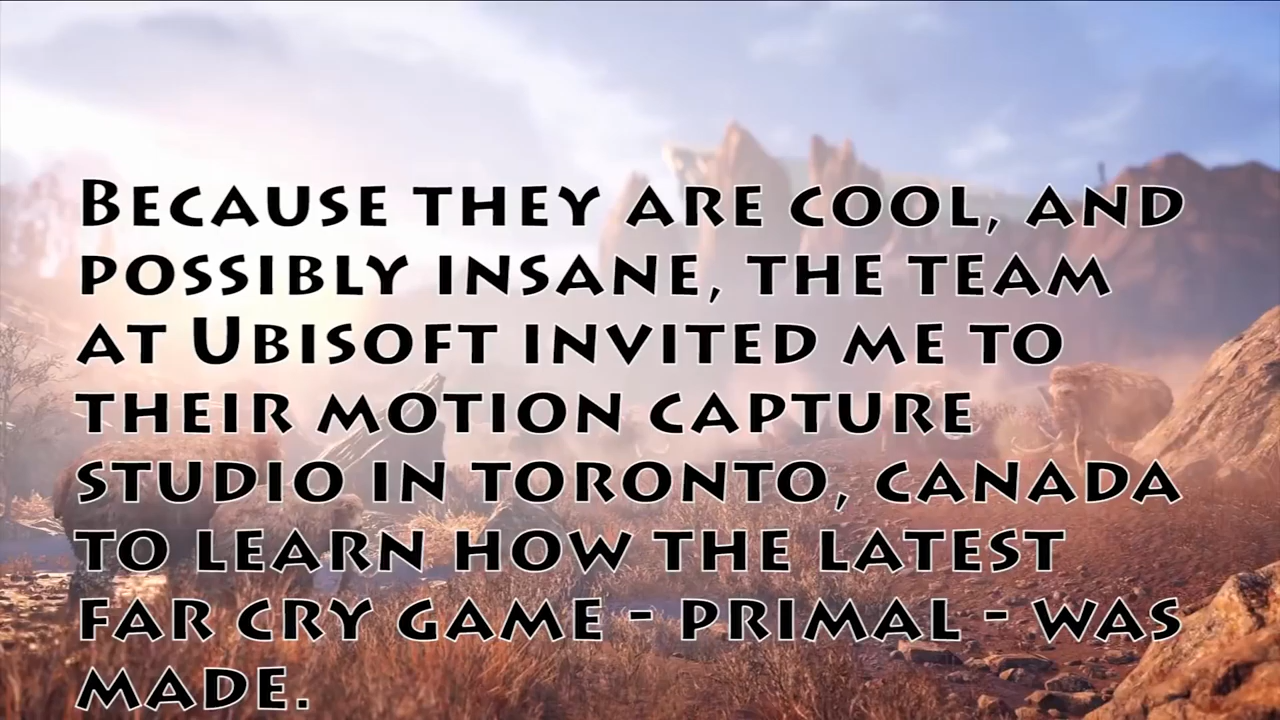 Because they are cool, and
possibly insane, the team
at Ubisoft invited me to
their motion capture
studio in toronto, canada
to learn how the latest
far cry game - primal - was
made.